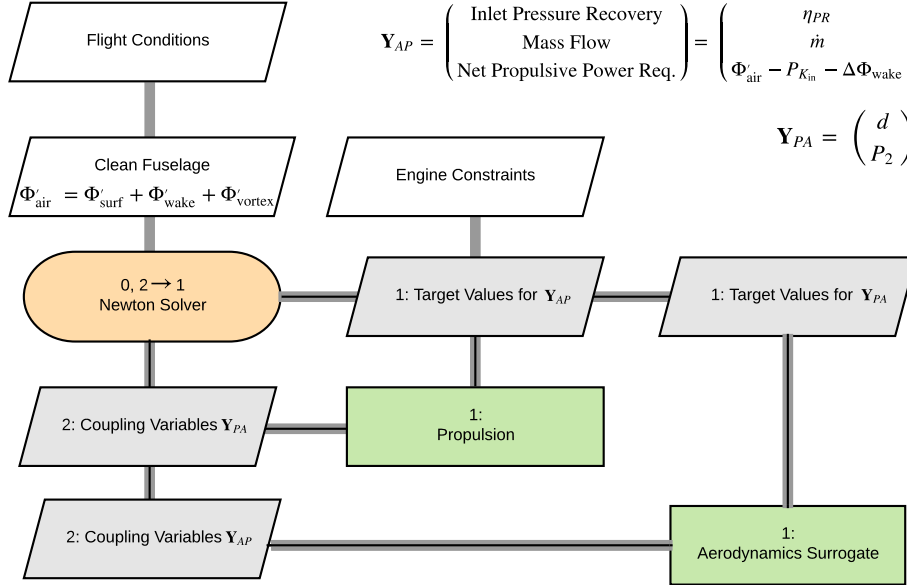 Flight Conditions
Y_AP = ( Inlet Pressure Recovery Mass Flow Net Propulsive Power Req. ) = ( η_PR ṁ Φ′_air − P_K_in − ΔΦ_wake
Y_PA = ( d P_2 )
Clean Fuselage
Φ′_air = Φ′_surf + Φ′_wake + Φ′_vortex
Engine Constraints
0, 2→1
Newton Solver
1: Target Values for Y_AP
1: Target Values for Y_PA
2: Coupling Variables Y_PA
1:
Propulsion
2: Coupling Variables Y_AP
1:
Aerodynamics Surrogate